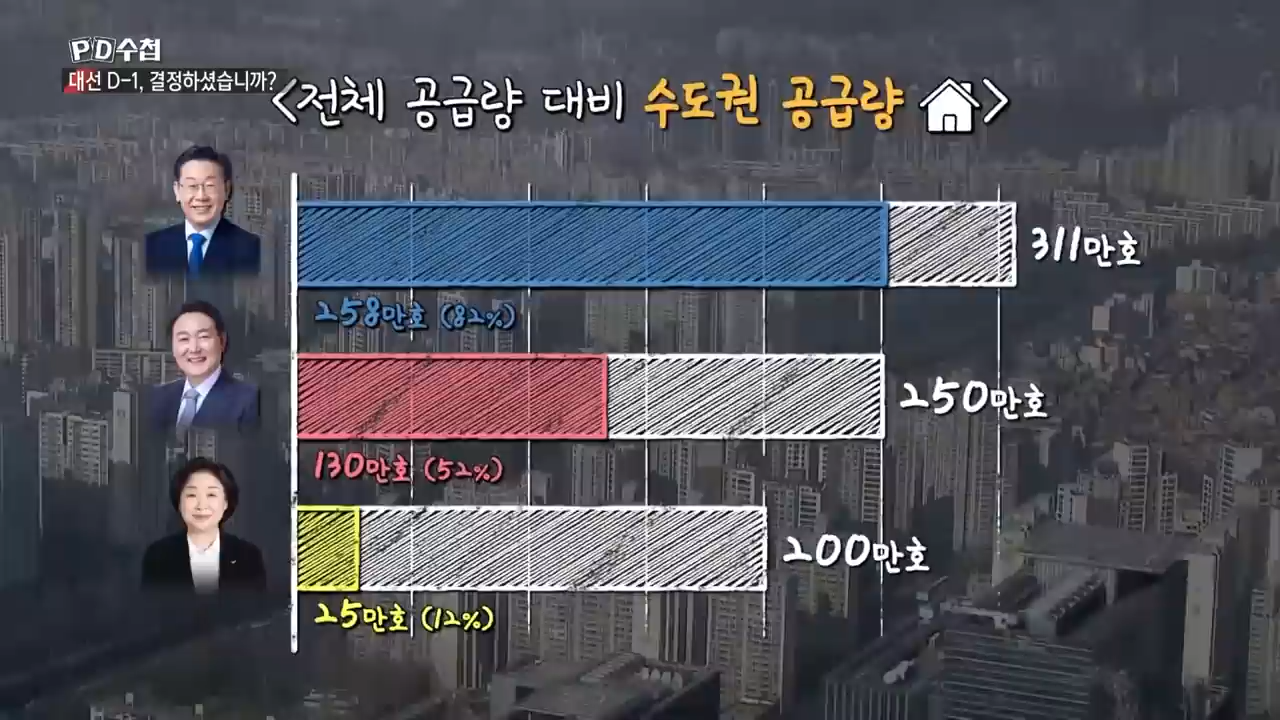 PD수첩
대선 D-1, 결정하셨습니까?
<전체 공급량 대비 수도권 공급량>
311만호
258만호 (82%)
250만호
130만호 (52%)
200만호
25만호 (12%)